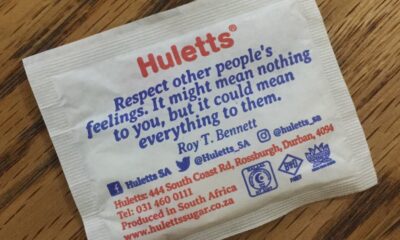 Huletts®
Respect other people's
feelings. It might mean nothing
to you, but it could mean
everything to them.
Roy T. Bennett
Huletts SA @Huletts_SA @huletts_sa
Huletts: 444 South Coast Rd, Rossburgh, Durban, 4094
Tel: 031 460 0111
Produced in South Africa
www.hulettssugar.co.za